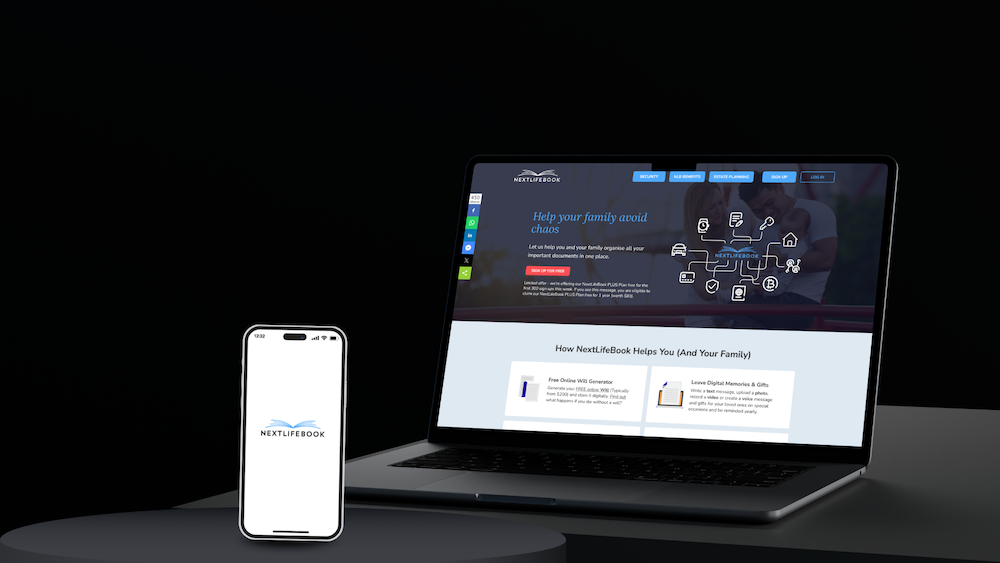 NEXTLIFEBOOK
SECURITY
NLB BENEFITS
ESTATE PLANNING
SIGN UP
LOG IN
450
Help your family avoid
chaos
Let us help you and your family organise all your
important documents in one place.
SIGN UP FOR FREE
Limited offer - we're offering our NextLifeBook PLUS Plan free for the
first 300 sign ups this week. If you see this message, you are eligible to
claim our NextLifeBook PLUS Plan free for 1 year (worth $80).
NEXTLIFEBOOK
How NextLifeBook Helps You (And Your Family)
Free Online Will Generator
Generate your FREE online Will (Typically
from $200) and store it digitally. Find out
what happens if you die without a will?
Leave Digital Memories & Gifts
Write a text message, upload a photo,
record a video or create a voice message
and gifts for your loved ones on special
occasions and be reminded yearly.
12:32
NEXTLIFEBOOK